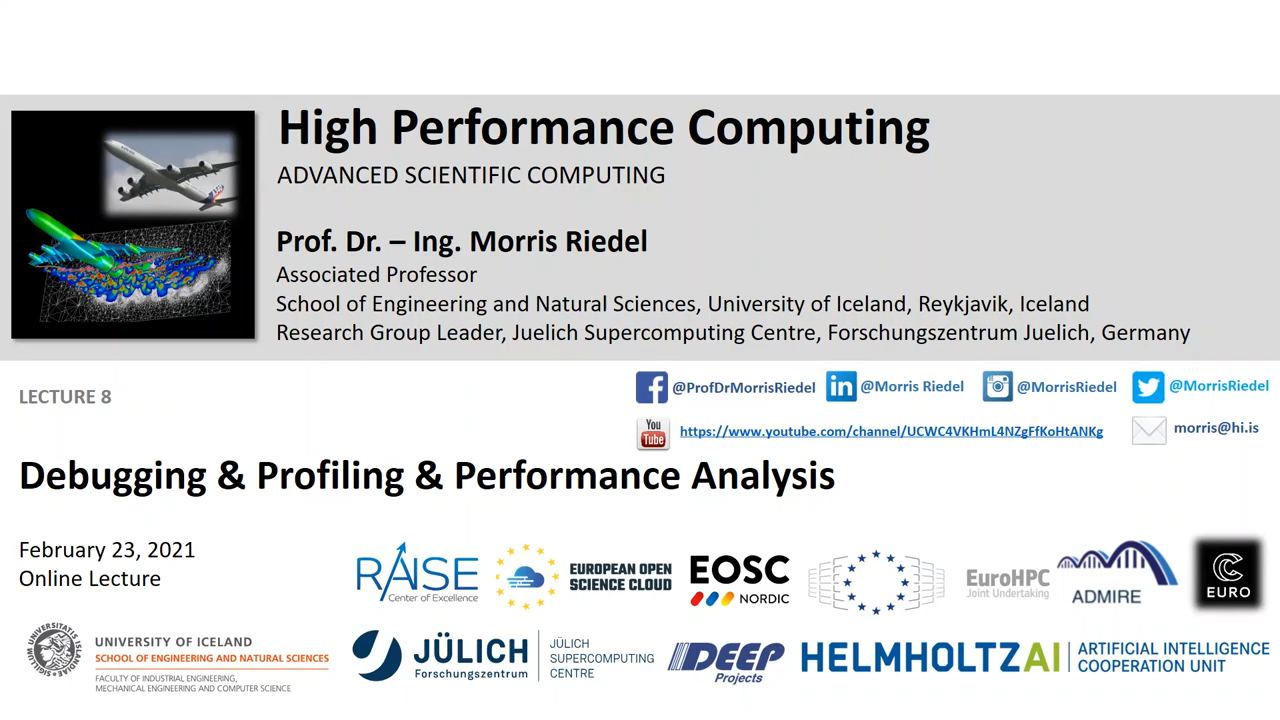 High Performance Computing
ADVANCED SCIENTIFIC COMPUTING
Prof. Dr. – Ing. Morris Riedel
Associated Professor
School of Engineering and Natural Sciences, University of Iceland, Reykjavik, Iceland
Research Group Leader, Juelich Supercomputing Centre, Forschungszentrum Juelich, Germany
LECTURE 8
@ProfDrMorrisRiedel
@Morris Riedel
@MorrisRiedel
@MorrisRiedel
You
Tube
https://www.youtube.com/channel/UCWC4VKHmL4NZgFfKoHtANKg
morris@hi.is
Debugging & Profiling & Performance Analysis
February 23, 2021
Online Lecture
RAISE
Center of Excellence
EUROPEAN OPEN
SCIENCE CLOUD
EOSC
NORDIC
EuroHPC
Joint Undertaking
ADMIRE
EURO
UNIVERSITY OF ICELAND
SCHOOL OF ENGINEERING AND NATURAL SCIENCES
FACULTY OF INDUSTRIAL ENGINEERING,
MECHANICAL ENGINEERING AND COMPUTER SCIENCE
JÜLICH
Forschungszentrum
JÜLICH
SUPERCOMPUTING
CENTRE
DEEP
Projects
HELMHOLTZAI
ARTIFICIAL INTELLIGENCE
COOPERATION UNIT